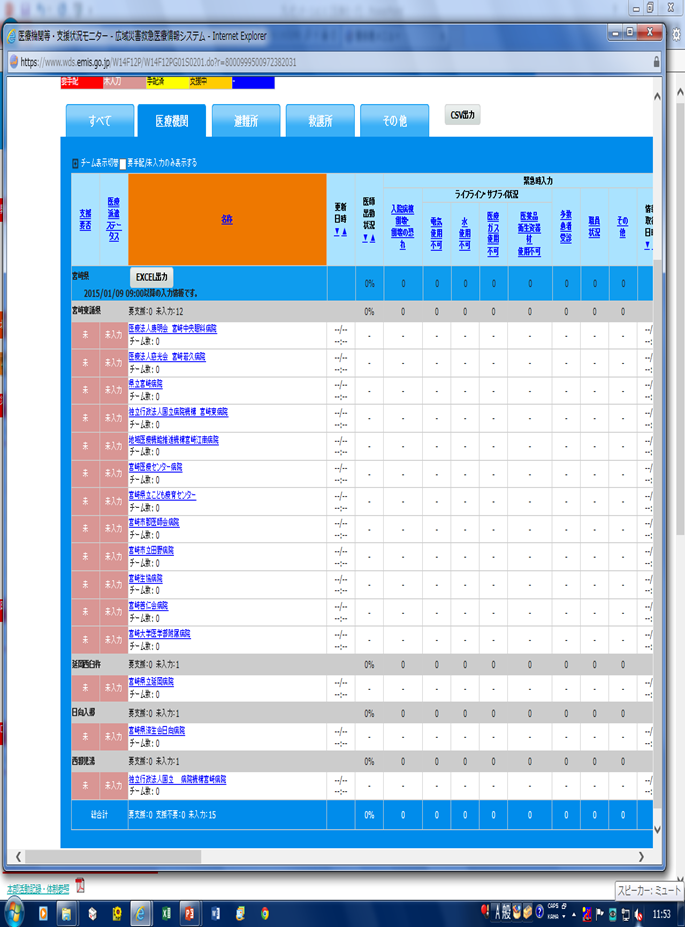 医療機関等・支援状況モニター - 広域災害救急医療情報システム - Internet Explorer
https://www.wds.emis.go.jp/W14F12P/W14F12PG01S0201.do?r=8000999500972382031
要手配 未入力 手配済 支援中 -
すべて 医療機関 避難所 救護所 その他 CSV出力
チーム表示切替 要手配/未入力のみ表示する
緊急時入力
ライフライン・サプライ状況
支援要否 医療派遣ステータス 名称 更新日時 ▼▲ 医師出勤状況 ▼▲ 入院病棟倒壊・倒壊の恐れ 電気使用不可 水使用不可 医療ガス使用不可 医薬品衛生資器材使用不可 多数患者受診 職員状況 その他
宮崎県 EXCEL出力
2015/01/09 09:00以降の入力情報です。
0% 0 0 0 0 0 0 0 0
宮崎東諸県 要支援:0 未入力:12 0% 0 0 0 0 0 0 0 0
未 未入力 医療法人康明会 宮崎中央眼科病院 --/-- - - - - - - - - - --/
チーム数: 0 --:-- --:
未 未入力 医療法人慈光会 宮崎若久病院 --/-- - - - - - - - - - --/
チーム数: 0 --:-- --:
未 未入力 県立宮崎病院 --/-- - - - - - - - - - --/
チーム数: 0 --:-- --:
未 未入力 独立行政法人国立病院機構 宮崎東病院 --/-- - - - - - - - - - --/
チーム数: 0 --:-- --:
未 未入力 地域医療機能推進機構宮崎江南病院 --/-- - - - - - - - - - --/
チーム数: 0 --:-- --:
未 未入力 宮崎医療センター病院 --/-- - - - - - - - - - --/
チーム数: 0 --:-- --:
未 未入力 宮崎県立こども療育センター --/-- - - - - - - - - - --/
チーム数: 0 --:-- --:
未 未入力 宮崎市郡医師会病院 --/-- - - - - - - - - - --/
チーム数: 0 --:-- --:
未 未入力 宮崎市立田野病院 --/-- - - - - - - - - - --/
チーム数: 0 --:-- --:
未 未入力 宮崎生協病院 --/-- - - - - - - - - - --/
チーム数: 0 --:-- --:
未 未入力 宮崎善仁会病院 --/-- - - - - - - - - - --/
チーム数: 0 --:-- --:
未 未入力 宮崎大学医学部附属病院 --/-- - - - - - - - - - --/
チーム数: 0 --:-- --:
延岡西臼杵 要支援:0 未入力:1 0% 0 0 0 0 0 0 0 0
未 未入力 宮崎県立延岡病院 --/-- - - - - - - - - - --/
チーム数: 0 --:-- --:
日向入郷 要支援:0 未入力:1 0% 0 0 0 0 0 0 0 0
未 未入力 宮崎県済生会日向病院 --/-- - - - - - - - - - --/
チーム数: 0 --:-- --:
西都児湯 要支援:0 未入力:1 0% 0 0 0 0 0 0 0 0
未 未入力 独立行政法人国立 病院機構宮崎病院 --/-- - - - - - - - - - --/
チーム数: 0 --:-- --:
総合計 要支援:0 支援不要:0 未入力:15 0% 0 0 0 0 0 0 0 0
本部活動記録・体制参照
スピーカー: ミュート
A 般 CAPS KANA 11:53